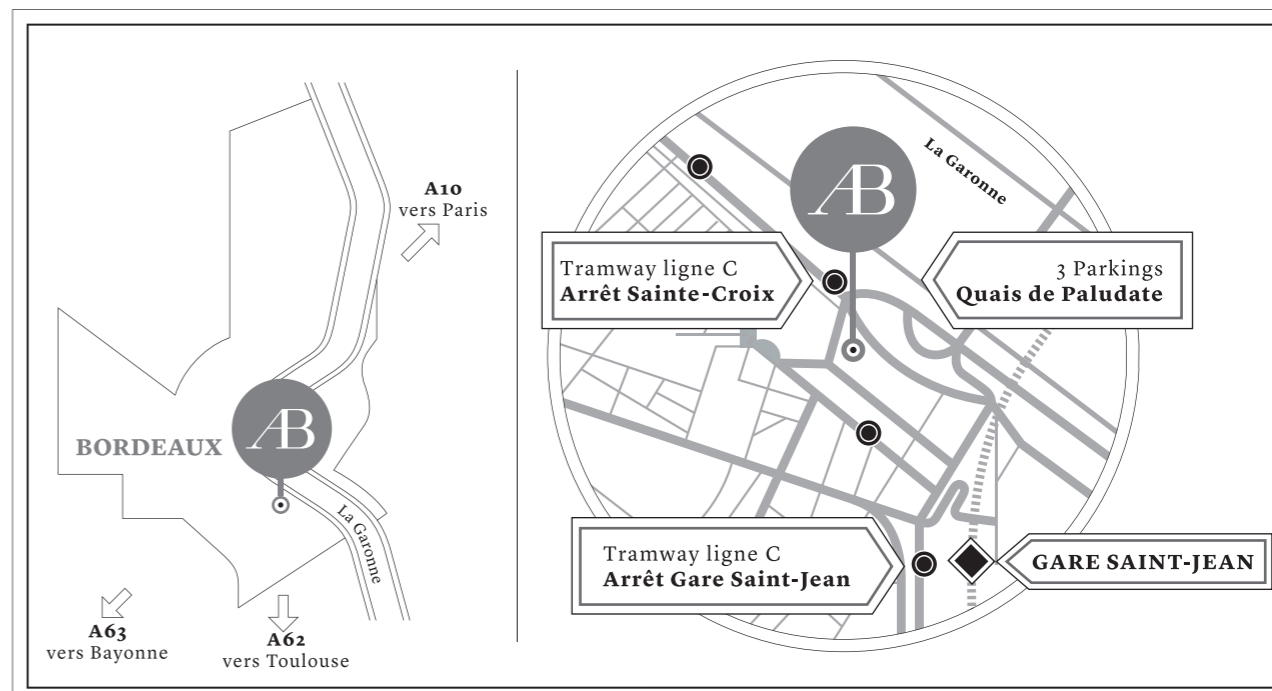 A10
vers Paris
AB
BORDEAUX
La Garonne
A63
vers Bayonne
A62
vers Toulouse
La Garonne
AB
Tramway ligne C
Arrêt Sainte-Croix
3 Parkings
Quais de Paludate
Tramway ligne C
Arrêt Gare Saint-Jean
GARE SAINT-JEAN